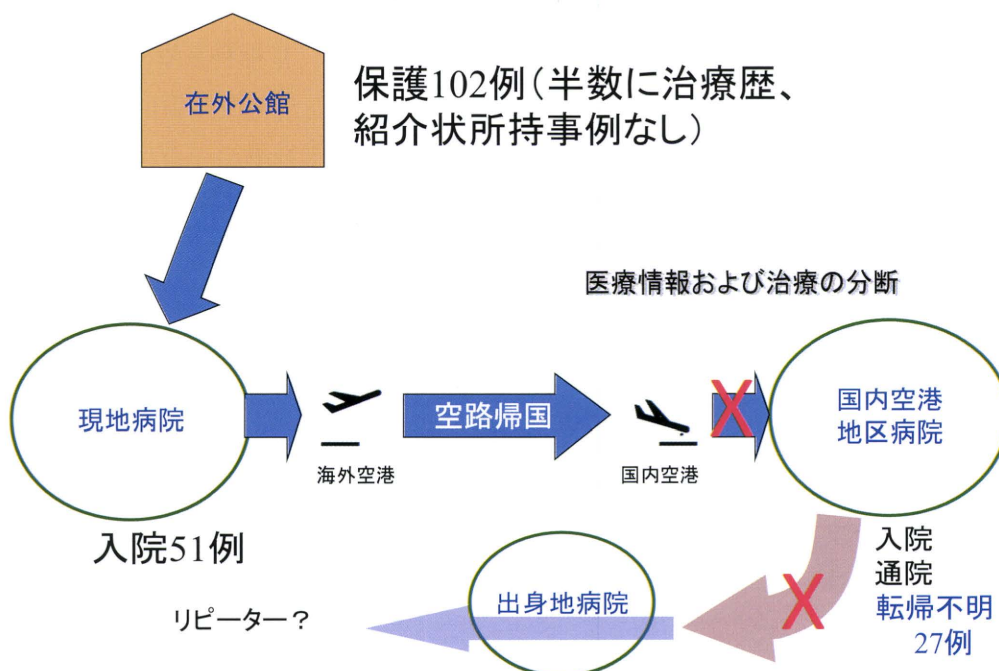 在外公館
保護102例（半数に治療歴、
紹介状所持事例なし）
医療情報および治療の分断
現地病院
海外空港
空路帰国
国内空港
X
国内空港
地区病院
入院51例
入院
通院
転帰不明
27例
X
出身地病院
リピーター？